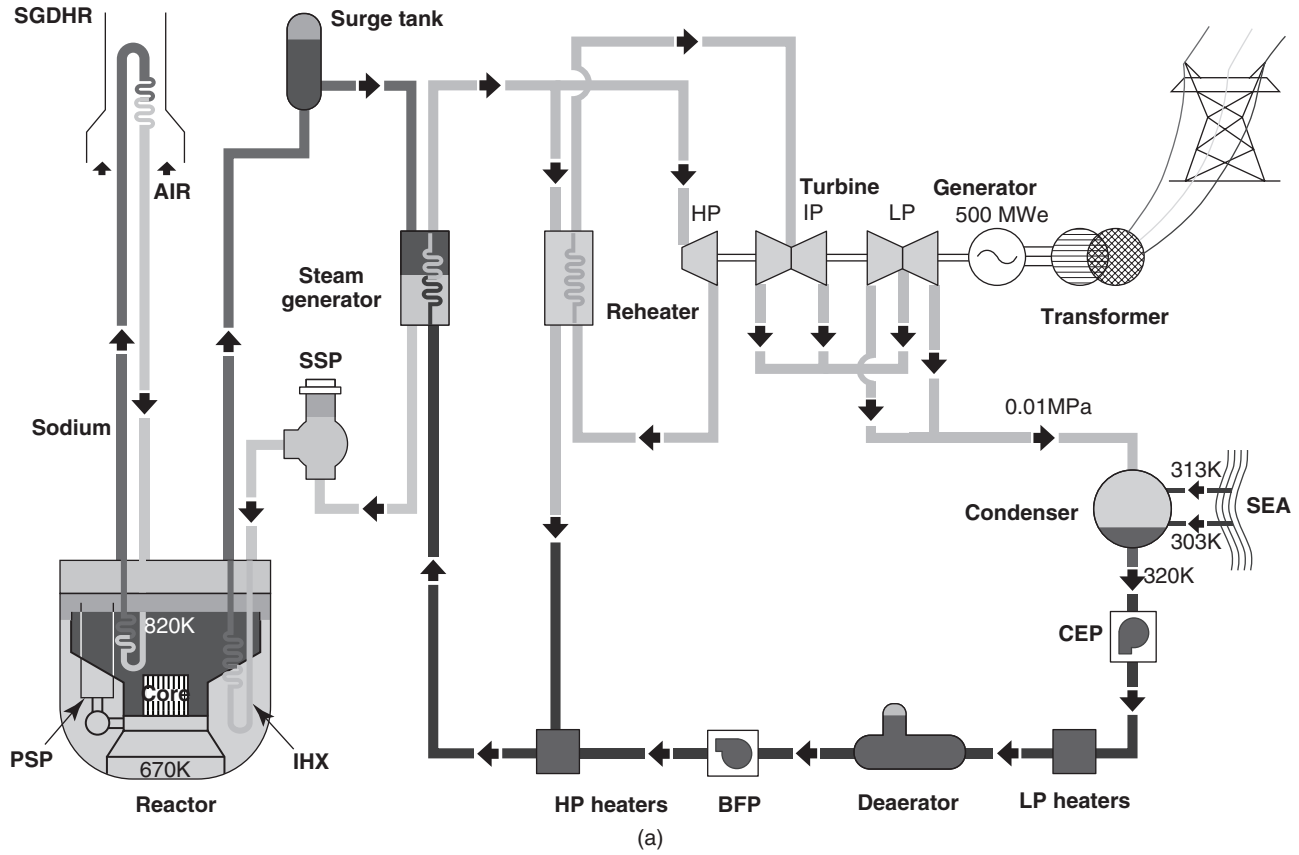 SGDHR
Surge tank
AIR
Turbine
Generator
HP
IP
LP
500 MWe
Steam
generator
Reheater
Transformer
SSP
Sodium
0.01MPa
313K
SEA
Condenser
303K
320K
820K
CEP
Core
PSP
IHX
670K
Reactor
HP heaters
BFP
Deaerator
LP heaters
(a)